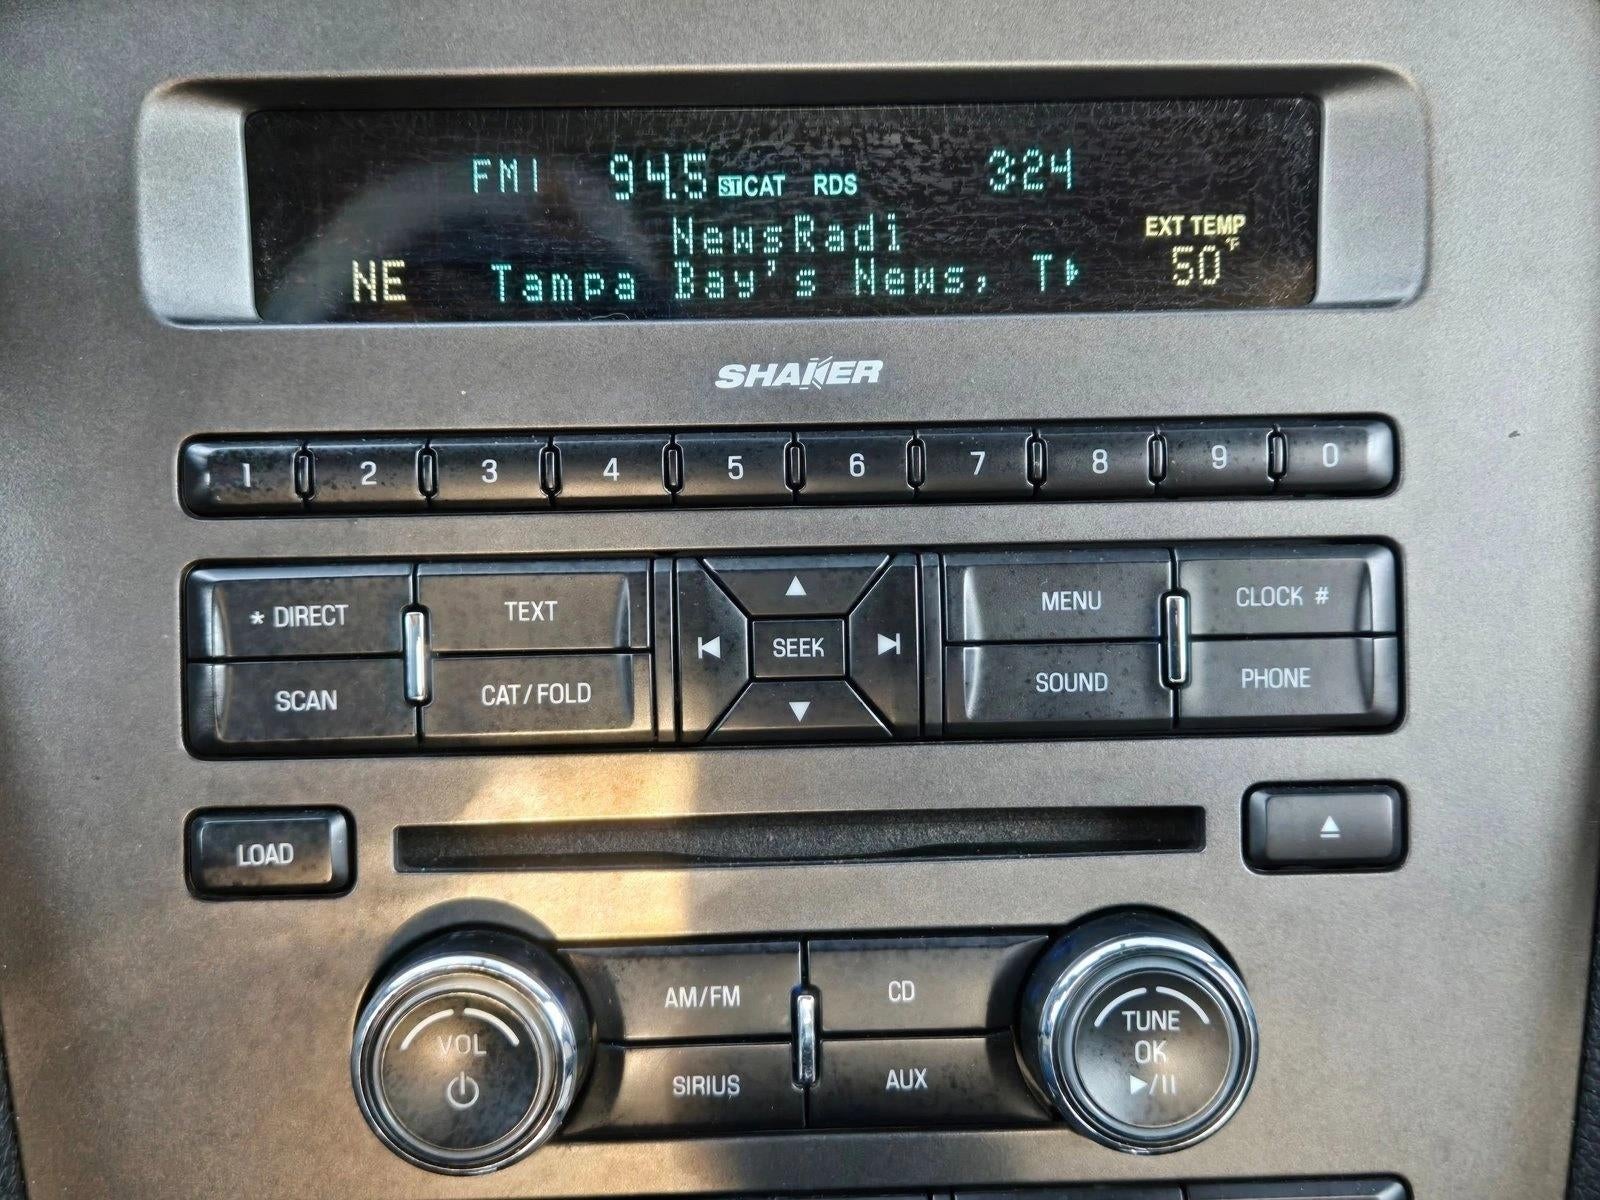 FM1 94.5 ST CAT RDS 3:24
NewsRadi
EXT TEMP
NE Tampa Bay's News, T 50°F
SHAKER
1 2 3 4 5 6 7 8 9 0
* DIRECT TEXT MENU CLOCK #
SEEK
SCAN CAT/FOLD SOUND PHONE
LOAD
AM/FM CD
VOL SIRIUS AUX
TUNE
OK